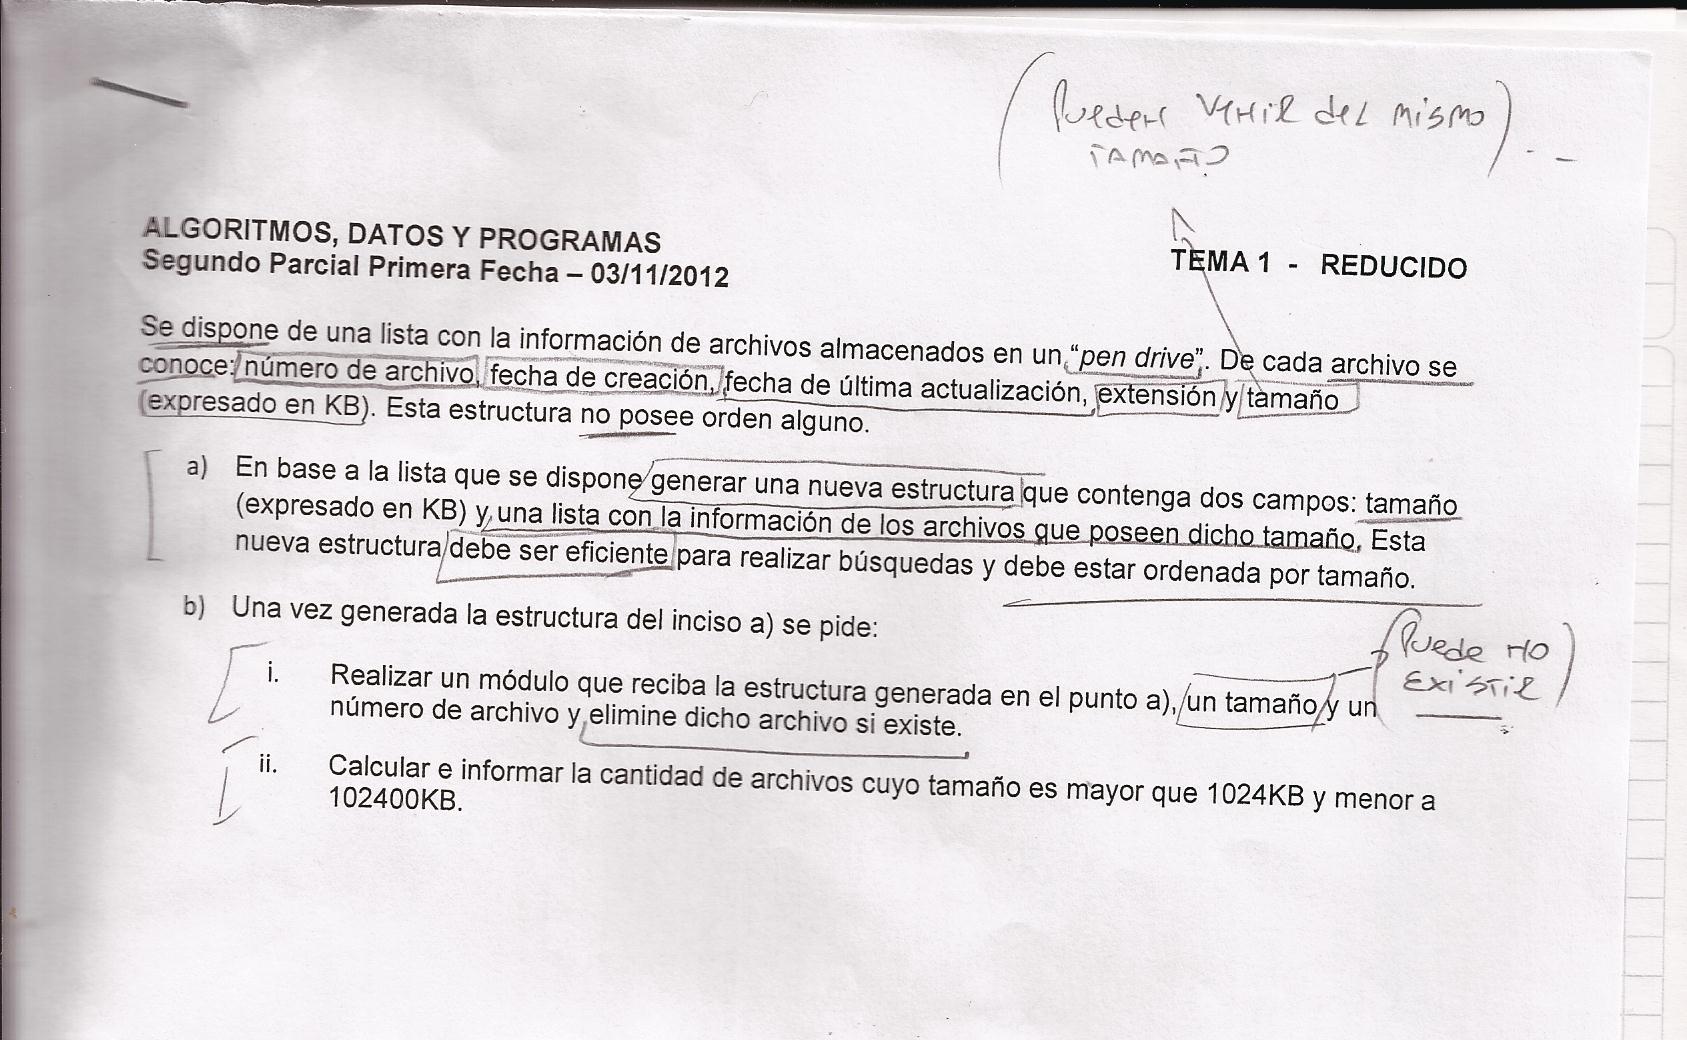 (Pueden venir del mismo)
tamaño
ALGORITMOS, DATOS Y PROGRAMAS
Segundo Parcial Primera Fecha – 03/11/2012
TEMA 1 - REDUCIDO
Se dispone de una lista con la información de archivos almacenados en un “pen drive”. De cada archivo se
conoce: número de archivo, fecha de creación, fecha de última actualización, extensión y tamaño
(expresado en KB). Esta estructura no posee orden alguno.
a) En base a la lista que se dispone generar una nueva estructura que contenga dos campos: tamaño
(expresado en KB) y una lista con la información de los archivos que poseen dicho tamaño. Esta
nueva estructura debe ser eficiente para realizar búsquedas y debe estar ordenada por tamaño.
b) Una vez generada la estructura del inciso a) se pide:
(Puede no
existir)
i. Realizar un módulo que reciba la estructura generada en el punto a), un tamaño y un
número de archivo y elimine dicho archivo si existe.
ii. Calcular e informar la cantidad de archivos cuyo tamaño es mayor que 1024KB y menor a
102400KB.